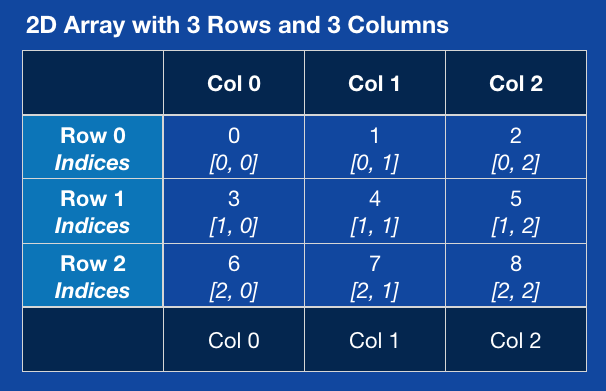 2D Array with 3 Rows and 3 Columns
Col 0 Col 1 Col 2
Row 0 0 1 2
Indices [0, 0] [0, 1] [0, 2]
Row 1 3 4 5
Indices [1, 0] [1, 1] [1, 2]
Row 2 6 7 8
Indices [2, 0] [2, 1] [2, 2]
Col 0 Col 1 Col 2